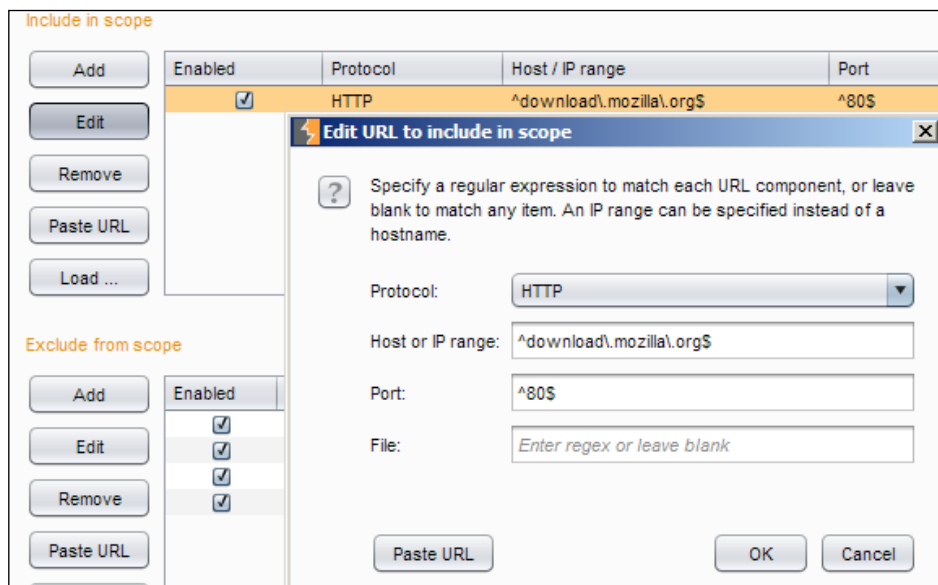 Include in scope
Add
Enabled Protocol Host / IP range Port
HTTP ^download\.mozilla\.org$ ^80$
Edit
Edit URL to include in scope
Remove
Specify a regular expression to match each URL component, or leave
blank to match any item. An IP range can be specified instead of a
hostname.
Paste URL
Load ...
Protocol: HTTP
Host or IP range: ^download\.mozilla\.org$
Exclude from scope
Port: ^80$
Add
Enabled
File: Enter regex or leave blank
Edit
Remove
Paste URL
Paste URL OK Cancel